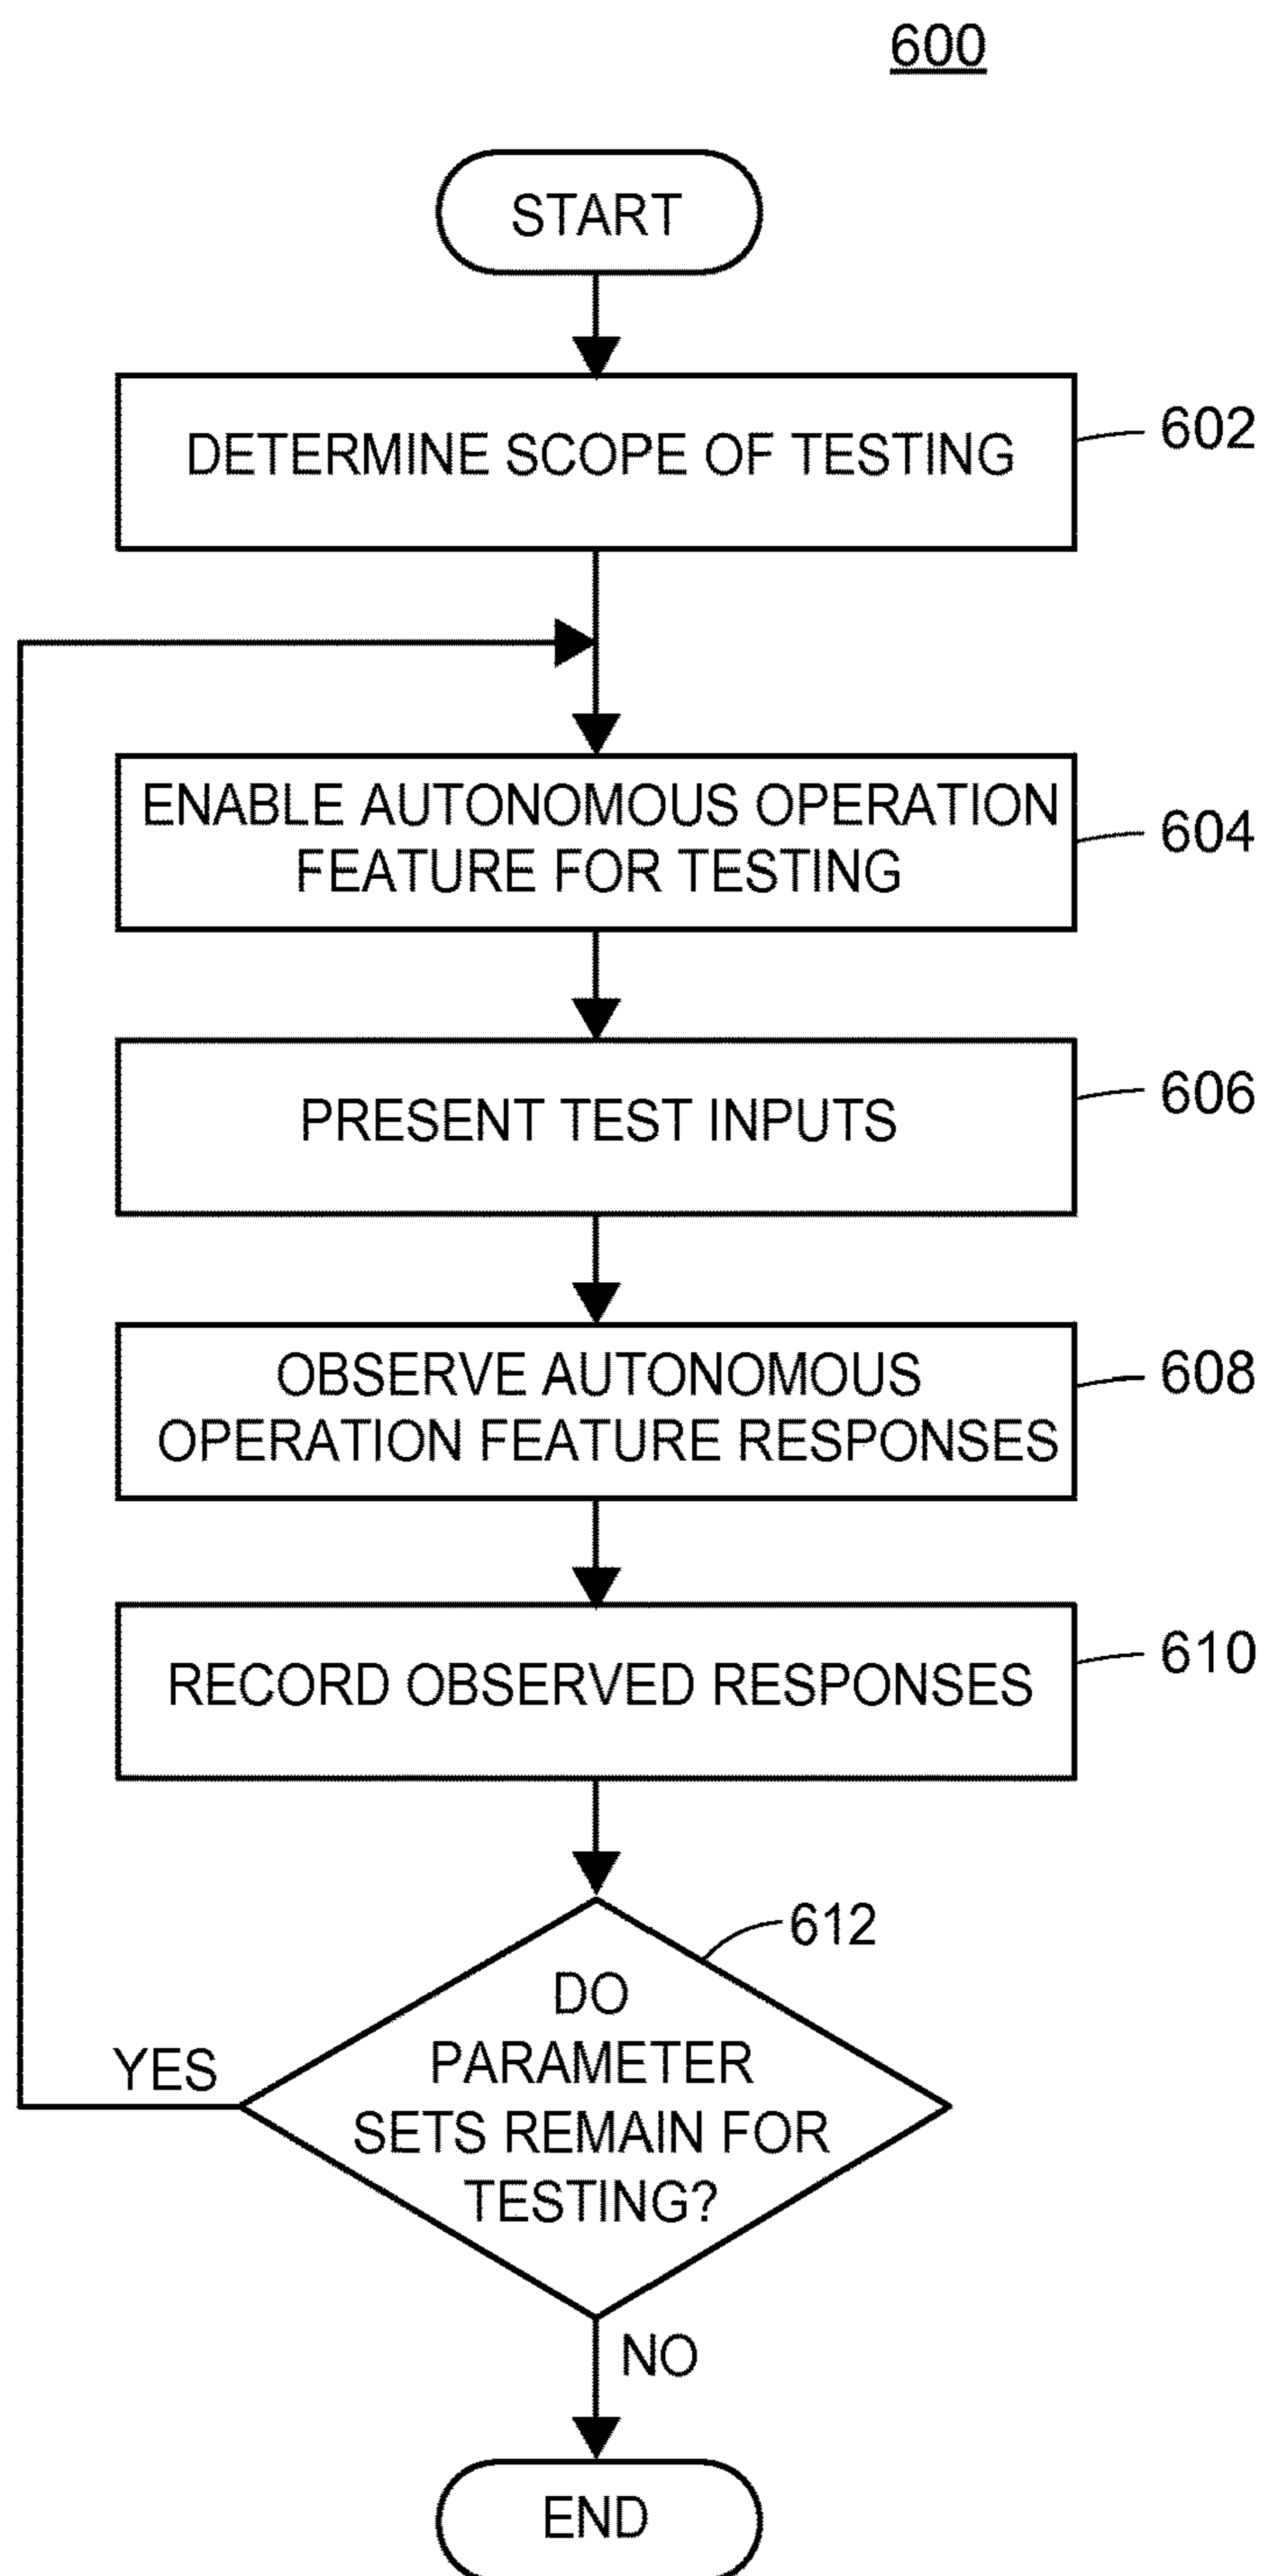 600
START
DETERMINE SCOPE OF TESTING
602
ENABLE AUTONOMOUS OPERATION
FEATURE FOR TESTING
604
PRESENT TEST INPUTS
606
OBSERVE AUTONOMOUS
OPERATION FEATURE RESPONSES
608
RECORD OBSERVED RESPONSES
610
612
DO
PARAMETER
SETS REMAIN FOR
TESTING?
YES
NO
END